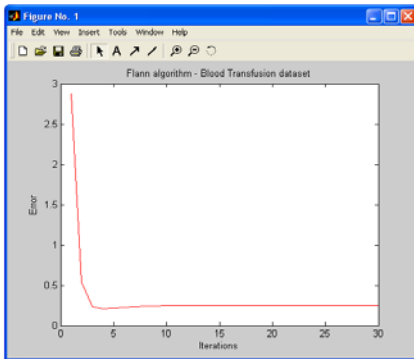 Figure No. 1
File Edit View Insert Tools Window Help
A
Flann algorithm - Blood Transfusion dataset
3
2.5
2
1.5
1
0.5
0
Error
0 5 10 15 20 25 30
Iterations